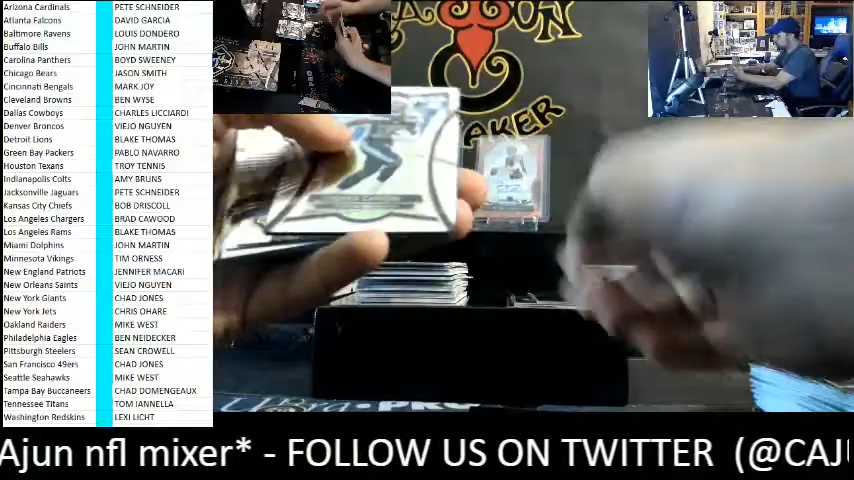 Arizona Cardinals PETE SCHNEIDER
Atlanta Falcons DAVID GARCIA
Baltimore Ravens LOUIS DONDERO
Buffalo Bills JOHN MARTIN
Carolina Panthers BOYD SWEENEY
Chicago Bears JASON SMITH
Cincinnati Bengals MARK JOY
Cleveland Browns BEN WYSE
Dallas Cowboys CHARLES LICCIARDI
Denver Broncos VIEJO NGUYEN
Detroit Lions BLAKE THOMAS
Green Bay Packers PABLO NAVARRO
Houston Texans TROY TENNIS
Indianapolis Colts AMY BRUNS
Jacksonville Jaguars PETE SCHNEIDER
Kansas City Chiefs BOB DRISCOLL
Los Angeles Chargers BRAD CAWOOD
Los Angeles Rams BLAKE THOMAS
Miami Dolphins JOHN MARTIN
Minnesota Vikings TIM ORNESS
New England Patriots JENNIFER MACARI
New Orleans Saints VIEJO NGUYEN
New York Giants CHAD JONES
New York Jets CHRIS OHARE
Oakland Raiders MIKE WEST
Philadelphia Eagles BEN NEIDECKER
Pittsburgh Steelers SEAN CROWELL
San Francisco 49ers CHAD JONES
Seattle Seahawks MIKE WEST
Tampa Bay Buccaneers CHAD DOMENGEAUX
Tennessee Titans TOM IANNELLA
Washington Redskins LEXI LICHT
AKER
PRO
Ajun nfl mixer* - FOLLOW US ON TWITTER (@CAJU